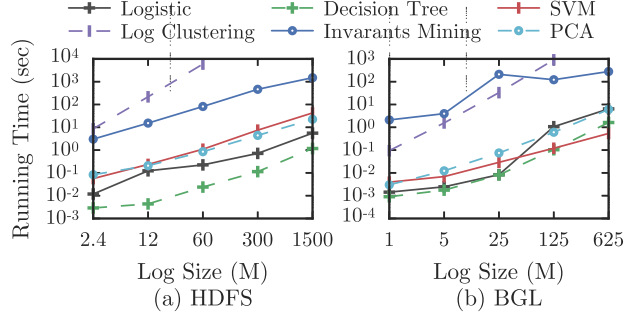 Logistic Decision Tree SVM
Log Clustering Invariants Mining PCA
Running Time (sec)
10^4
10^3
10^2
10^1
10^0
10^-1
10^-2
10^-3
2.4 12 60 300 1500
Log Size (M)
(a) HDFS
10^3
10^2
10^1
10^0
10^-1
10^-2
10^-3
10^-4
1 5 25 125 625
Log Size (M)
(b) BGL